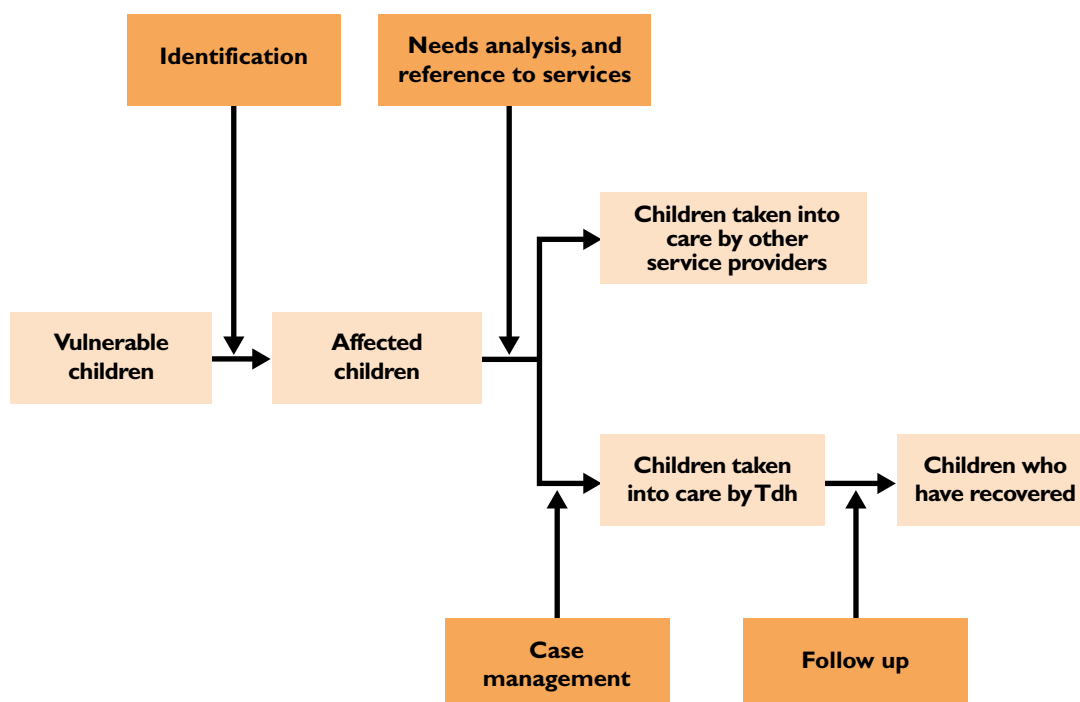 Identification
Needs analysis, and
reference to services
Children taken into
care by other
service providers
Vulnerable
children
Affected
children
Children taken
into care by Tdh
Children who
have recovered
Case
management
Follow up